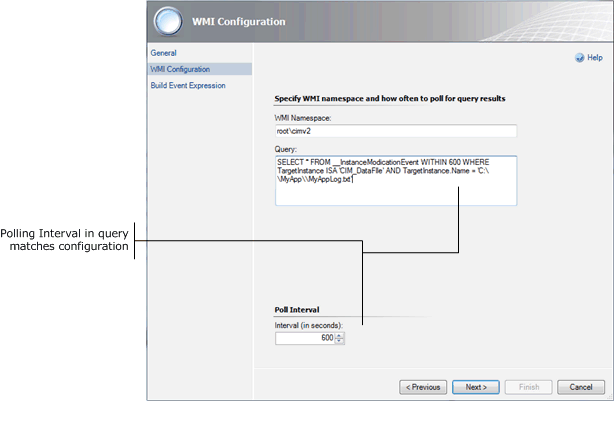 WMI Configuration
General
WMI Configuration
Build Event Expression
Help
Specify WMI namespace and how often to poll for query results
WMI Namespace:
root\cimv2
Query:
SELECT * FROM __InstanceModicationEvent WITHIN 600 WHERE
TargetInstance ISA 'CIM_DataFile' AND TargetInstance.Name = 'C:\
\MyApp\\MyAppLog.txt'
Polling Interval in query
matches configuration
Poll Interval
Interval (in seconds):
600
< Previous
Next >
Finish
Cancel